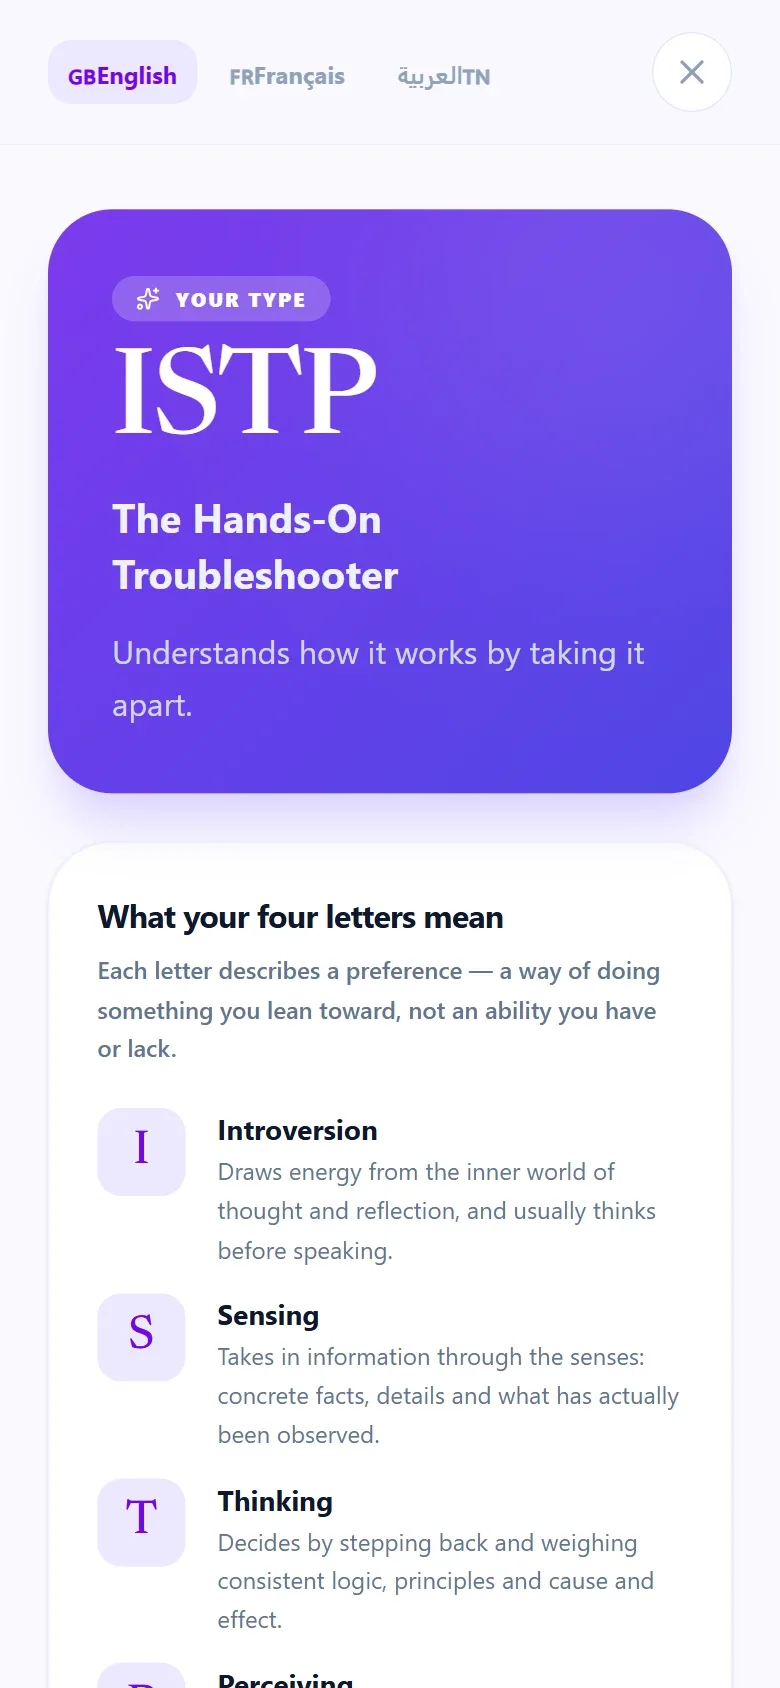 GBEnglish FRFrançais العربيةTN
YOUR TYPE
ISTP
The Hands-On
Troubleshooter
Understands how it works by taking it
apart.
What your four letters mean
Each letter describes a preference — a way of doing
something you lean toward, not an ability you have
or lack.
I Introversion
Draws energy from the inner world of
thought and reflection, and usually thinks
before speaking.
S Sensing
Takes in information through the senses:
concrete facts, details and what has actually
been observed.
T Thinking
Decides by stepping back and weighing
consistent logic, principles and cause and
effect.
P Perceiving